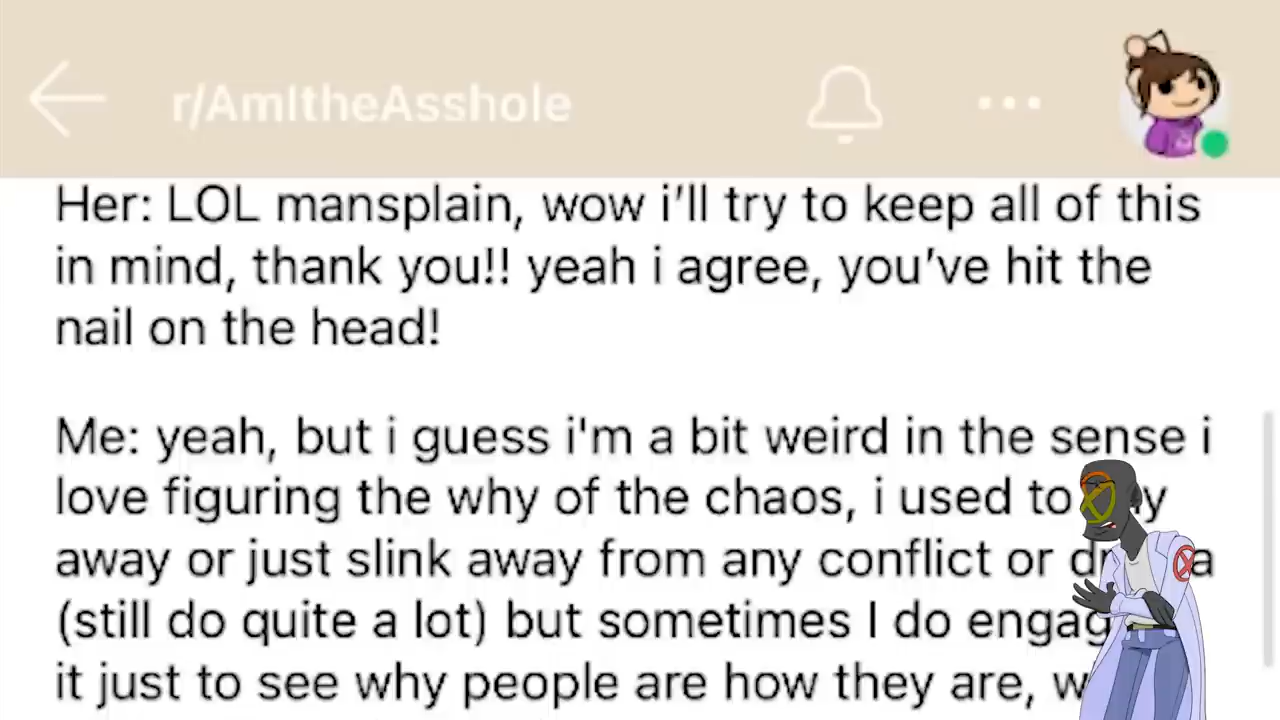 r/AmItheAsshole
Her: LOL mansplain, wow i’ll try to keep all of this
in mind, thank you!! yeah i agree, you’ve hit the
nail on the head!
Me: yeah, but i guess i'm a bit weird in the sense i
love figuring the why of the chaos, i used to
away or just slink away from any conflict or
(still do quite a lot) but sometimes I do
it just to see why people are how they are,